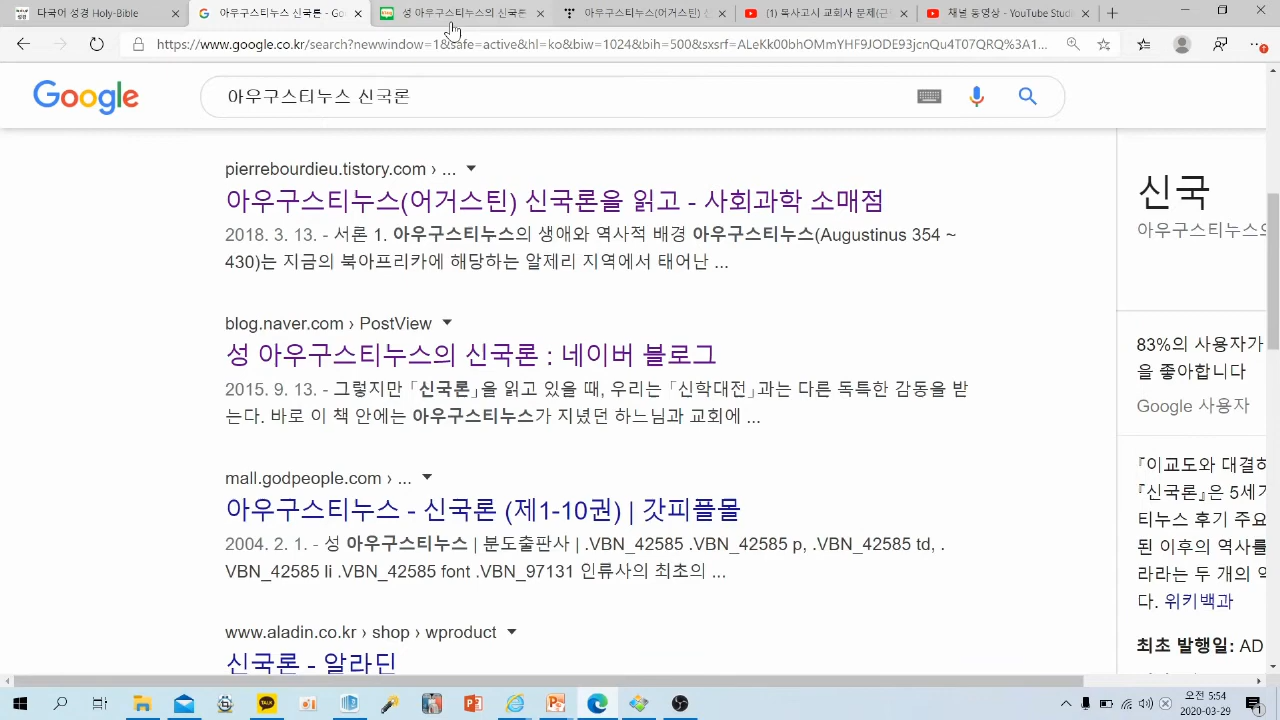 다국어 성경 HolyBible
아우구스티누스 신국론 - Go
성 아우구스티누스의 신국론
아우구스티누스(어거스틴) 신
(1) 독사고사 교회사 문제
채널 동영상 - YouTube Studi
https://www.google.co.kr/search?newwindow=1&safe=active&hl=ko&biw=1024&bih=500&sxsrf=ALeKk00bhOMmYHF9JODE93jcnQu4T07QRQ%3A1...
Google
아우구스티누스 신국론
pierrebourdieu.tistory.com › ...
아우구스티누스(어거스틴) 신국론을 읽고 - 사회과학 소매점
2018. 3. 13. - 서론 1. 아우구스티누스의 생애와 역사적 배경 아우구스티누스(Augustinus 354 ~
430)는 지금의 북아프리카에 해당하는 알제리 지역에서 태어난 ...
blog.naver.com › PostView
성 아우구스티누스의 신국론 : 네이버 블로그
2015. 9. 13. - 그렇지만 「신국론」을 읽고 있을 때, 우리는 「신학대전」과는 다른 독특한 감동을 받
는다. 바로 이 책 안에는 아우구스티누스가 지녔던 하느님과 교회에 ...
mall.godpeople.com › ...
아우구스티누스 - 신국론 (제1-10권) | 갓피플몰
2004. 2. 1. - 성 아우구스티누스 | 분도출판사 | .VBN_42585 .VBN_42585 p, .VBN_42585 td, .
VBN_42585 li .VBN_42585 font .VBN_97131 인류사의 최초의 ...
www.aladin.co.kr › shop › wproduct
신국론 - 알라딘
신국
아우구스티누스의
83%의 사용자가
을 좋아합니다
Google 사용자
『이교도와 대결하
『신국론』은 5세기
티누스 후기 주요
된 이후의 역사를
라라는 두 개의 역
다. 위키백과
최초 발행일: AD
TALK
오전 5:54
2020-03-29